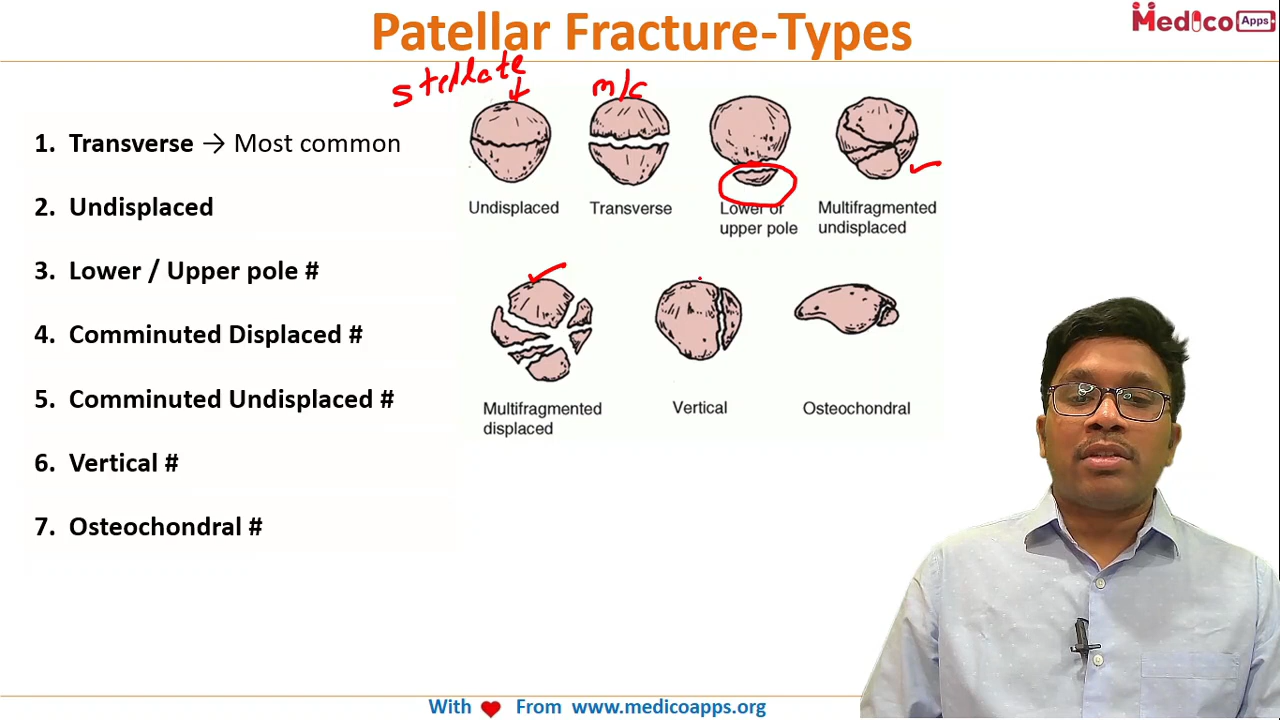 Patellar Fracture-Types
Medico Apps
stellate
m/c
1. Transverse → Most common
2. Undisplaced
3. Lower / Upper pole #
4. Comminuted Displaced #
5. Comminuted Undisplaced #
6. Vertical #
7. Osteochondral #
Undisplaced
Transverse
Lower or
upper pole
Multifragmented
undisplaced
Multifragmented
displaced
Vertical
Osteochondral
With From www.medicoapps.org